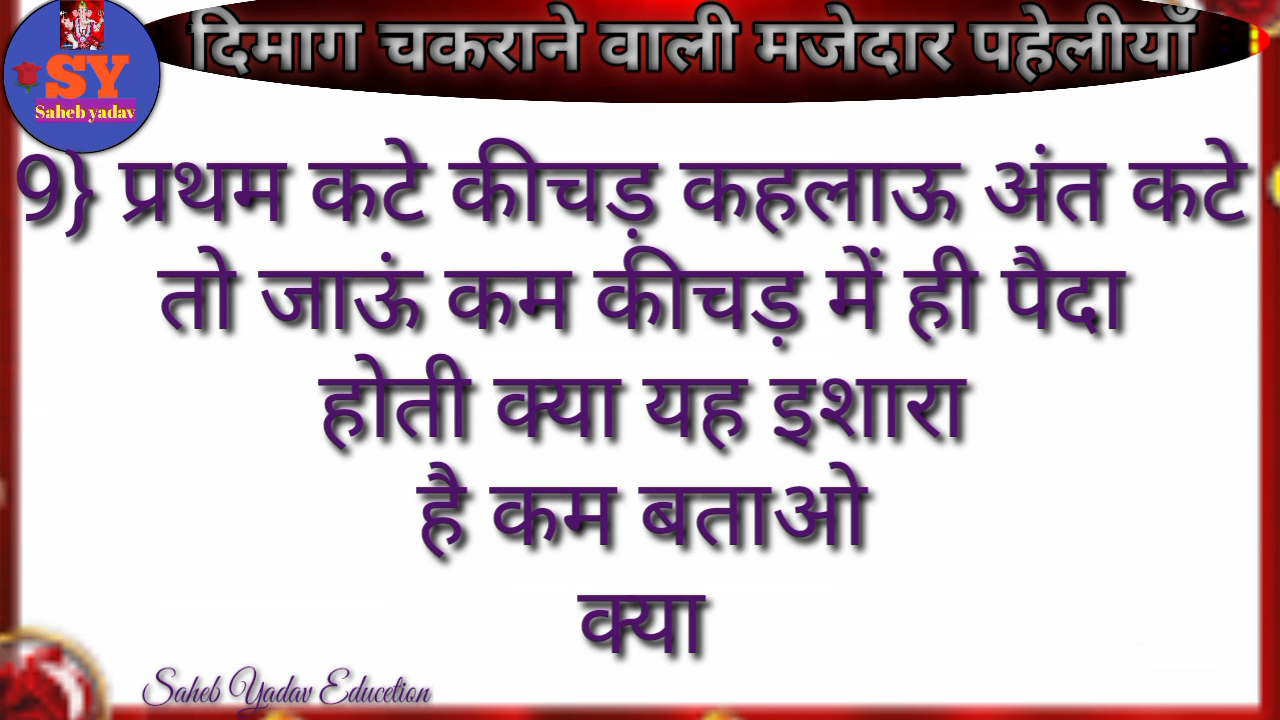 दिमाग चकराने वाली मजेदार पहेलीयाँ
SY
Saheb yadav
9} प्रथम कटे कीचड़ कहलाऊ अंत कटे
तो जाऊं कम कीचड़ में ही पैदा
होती क्या यह इशारा
है कम बताओ
क्या
Saheb Yadav Educetion